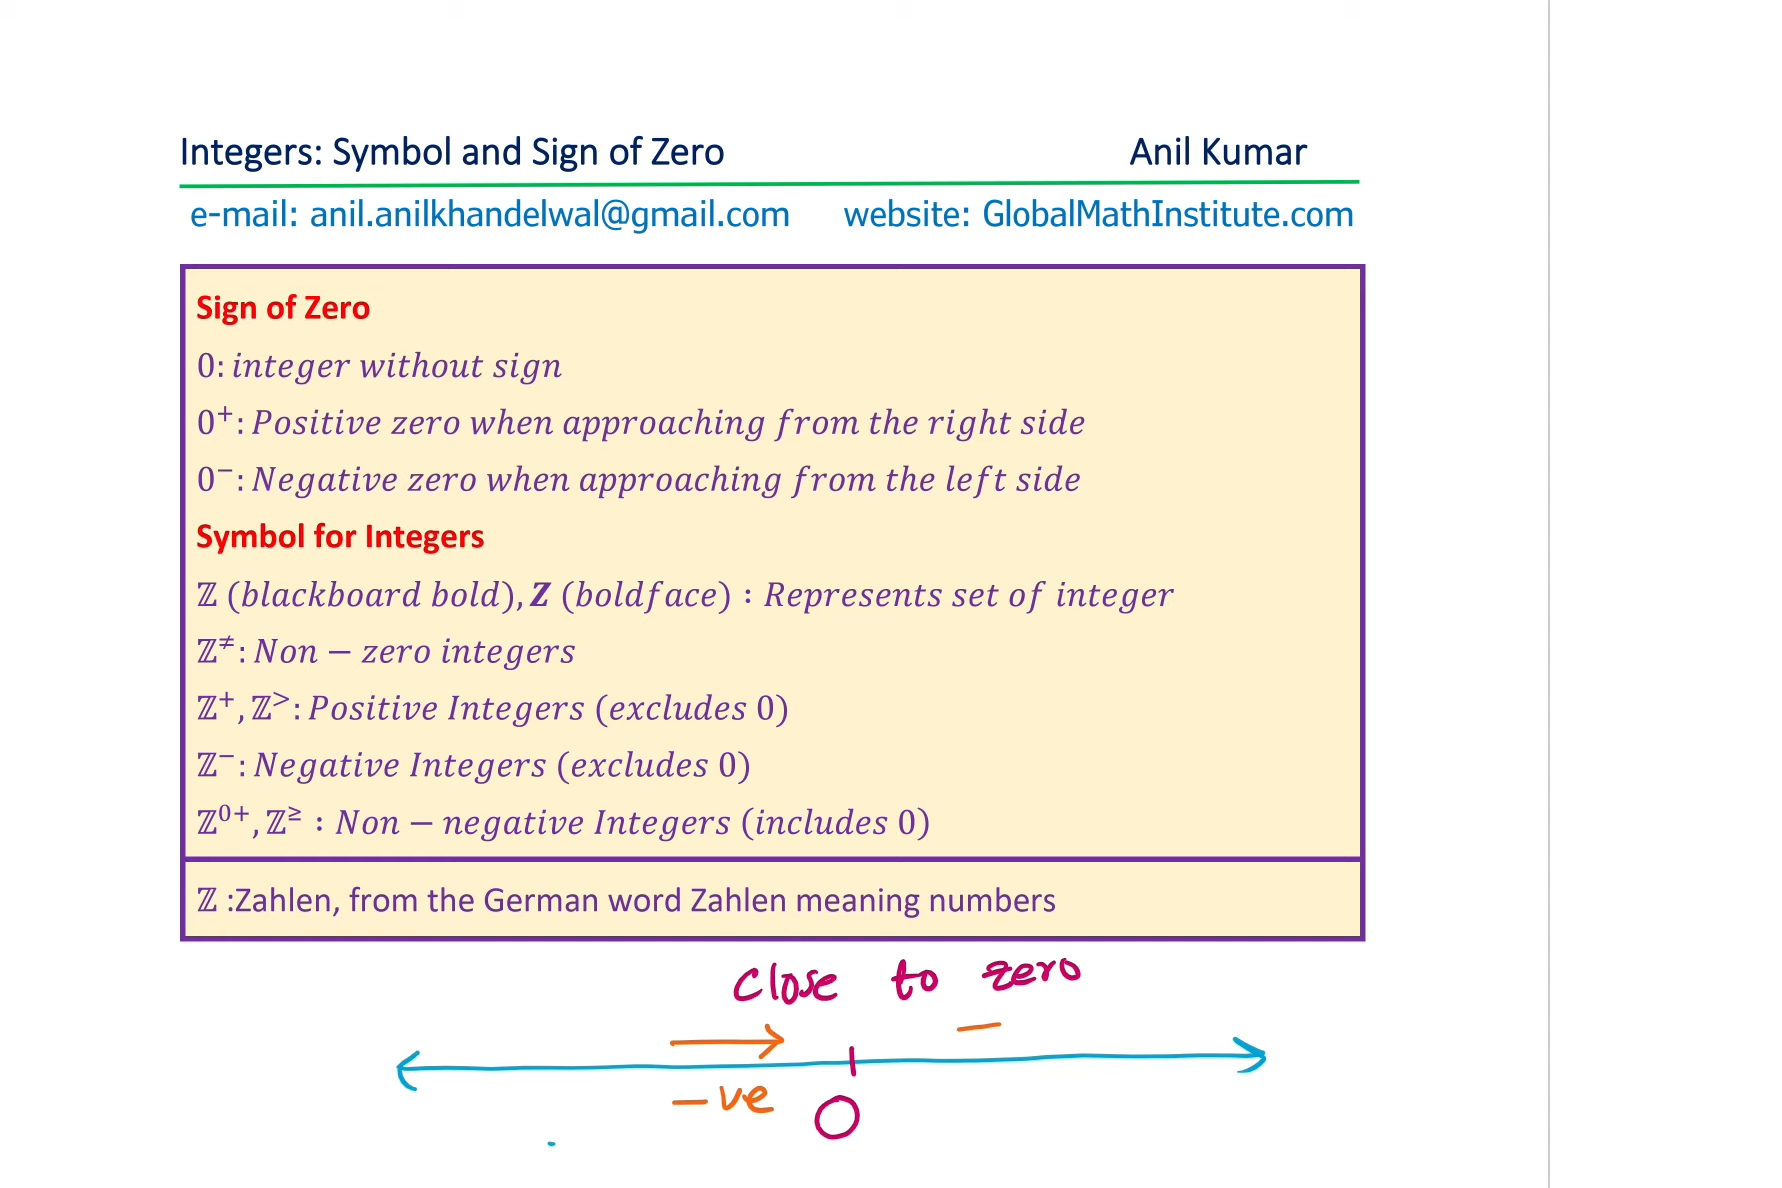 Integers: Symbol and Sign of Zero Anil Kumar
e-mail: anil.anilkhandelwal@gmail.com website: GlobalMathInstitute.com
Sign of Zero
0: integer without sign
0⁺: Positive zero when approaching from the right side
0⁻: Negative zero when approaching from the left side
Symbol for Integers
ℤ (blackboard bold), 𝒁 (boldface) : Represents set of integer
ℤ^≠: Non − zero integers
ℤ⁺, ℤ^>: Positive Integers (excludes 0)
ℤ⁻: Negative Integers (excludes 0)
ℤ⁰⁺, ℤ^≥ : Non − negative Integers (includes 0)
ℤ :Zahlen, from the German word Zahlen meaning numbers
close to zero
−ve
0